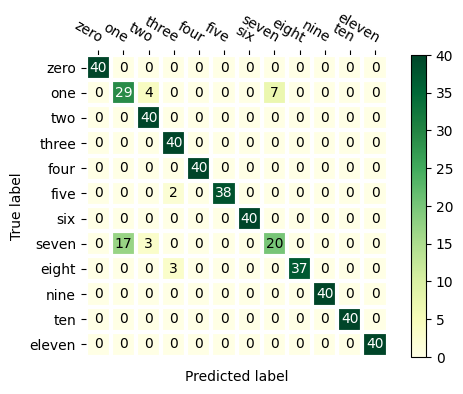 zero one two three four five six seven eight nine ten eleven
zero 40 0 0 0 0 0 0 0 0 0 0 0
one 0 29 4 0 0 0 0 7 0 0 0 0
two 0 0 40 0 0 0 0 0 0 0 0 0
three 0 0 0 40 0 0 0 0 0 0 0 0
four 0 0 0 0 40 0 0 0 0 0 0 0
five 0 0 0 2 0 38 0 0 0 0 0 0
six 0 0 0 0 0 0 40 0 0 0 0 0
seven 0 17 3 0 0 0 0 20 0 0 0 0
eight 0 0 0 3 0 0 0 0 37 0 0 0
nine 0 0 0 0 0 0 0 0 0 40 0 0
ten 0 0 0 0 0 0 0 0 0 0 40 0
eleven 0 0 0 0 0 0 0 0 0 0 0 40
True label
Predicted label
40
35
30
25
20
15
10
5
0